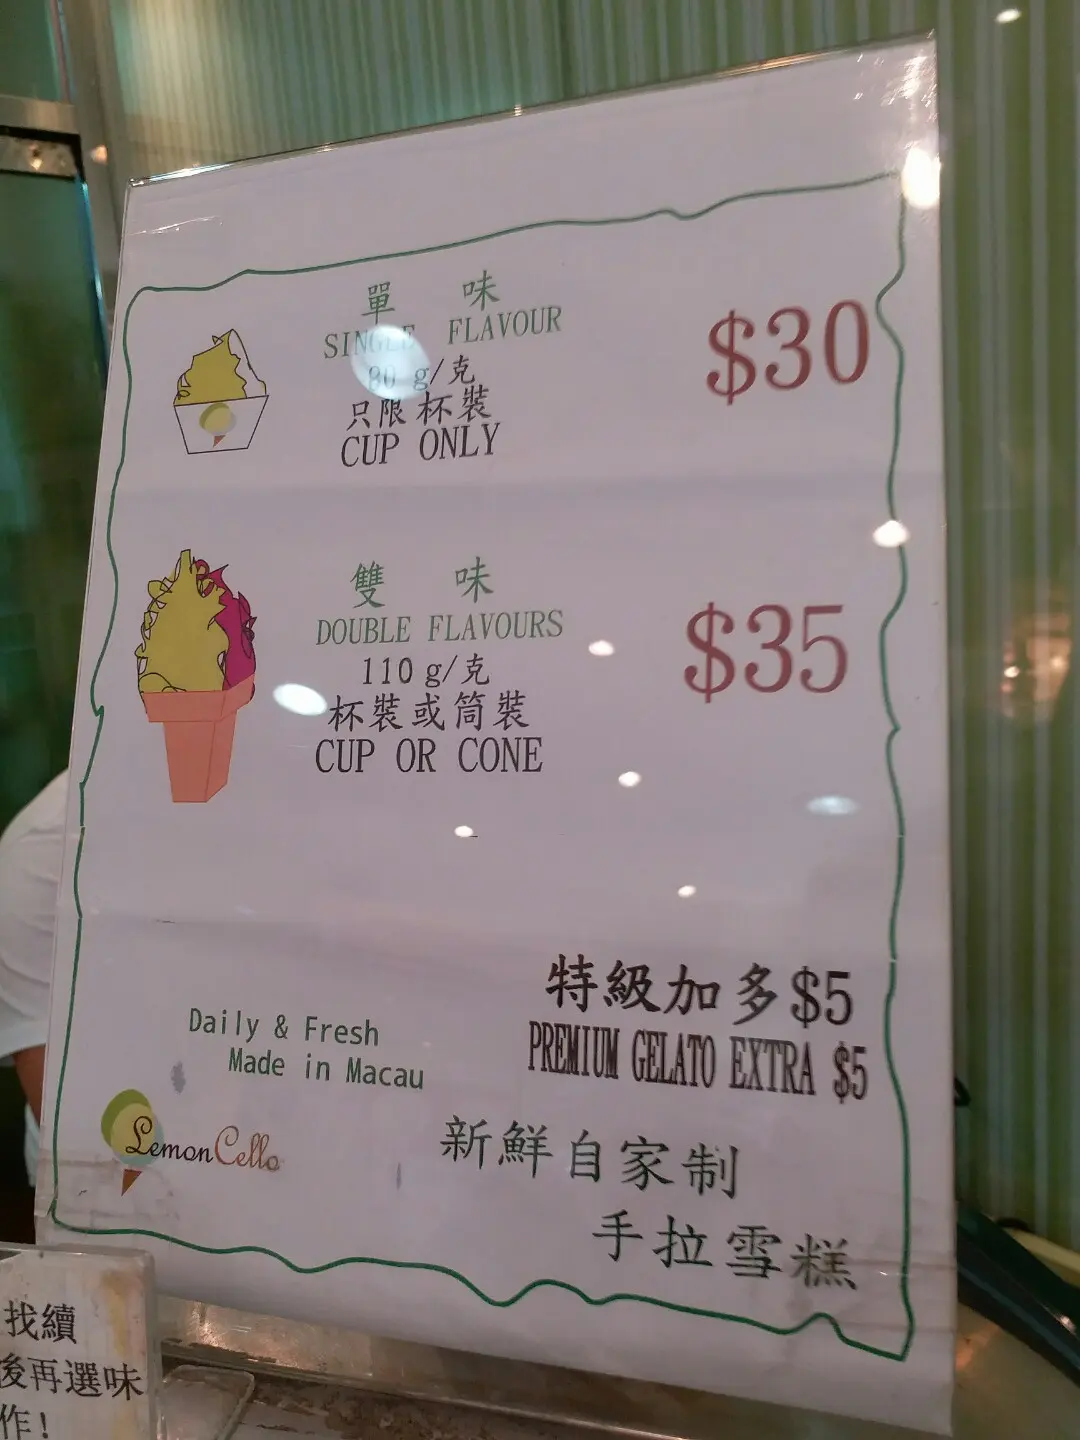 單 味
SINGLE FLAVOUR
80 g/克
只限杯裝
CUP ONLY
$30
雙 味
DOUBLE FLAVOURS
110 g/克
杯裝或筒裝
CUP OR CONE
$35
特級加多$5
PREMIUM GELATO EXTRA $5
Daily & Fresh
Made in Macau
LemonCello
新鮮自家制
手拉雪糕
找續
後再選味
作!